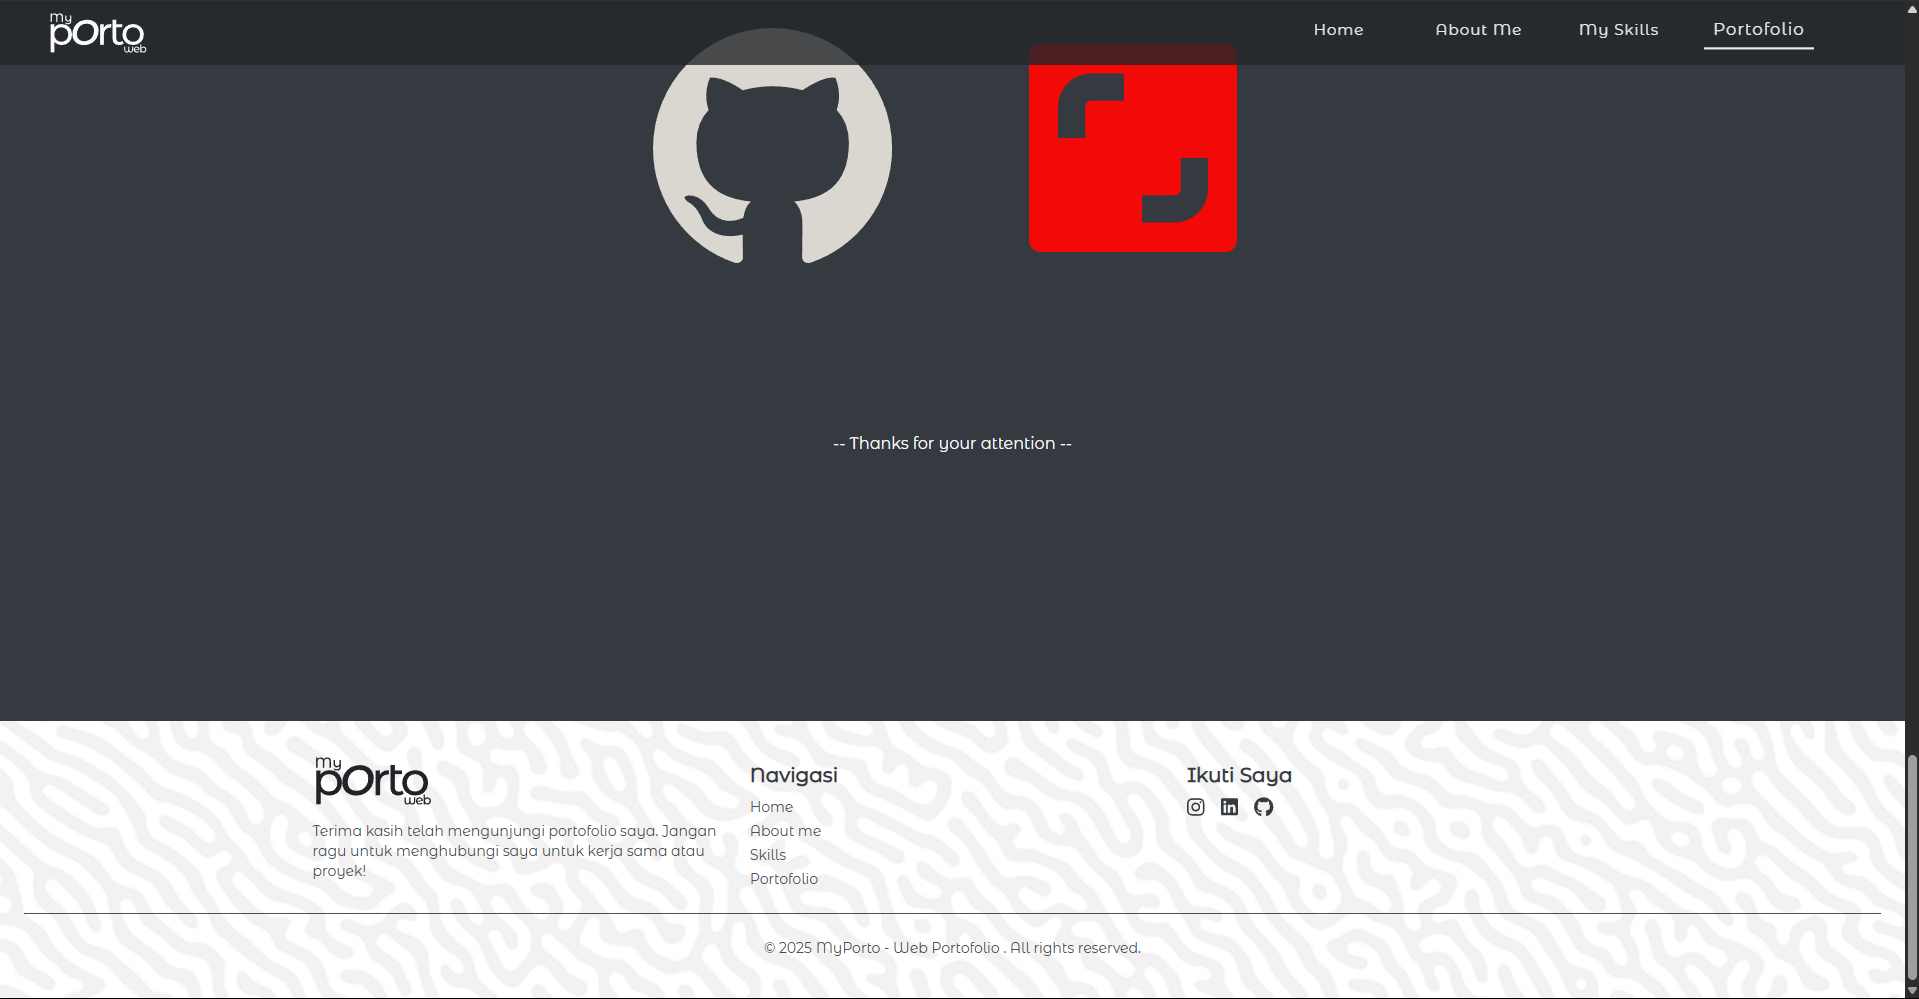 my
pOrto
web
Home
About Me
My Skills
Portofolio
-- Thanks for your attention --
my
pOrto
web
Terima kasih telah mengunjungi portofolio saya. Jangan
ragu untuk menghubungi saya untuk kerja sama atau
proyek!
Navigasi
Home
About me
Skills
Portofolio
Ikuti Saya
in
© 2025 MyPorto - Web Portofolio . All rights reserved.